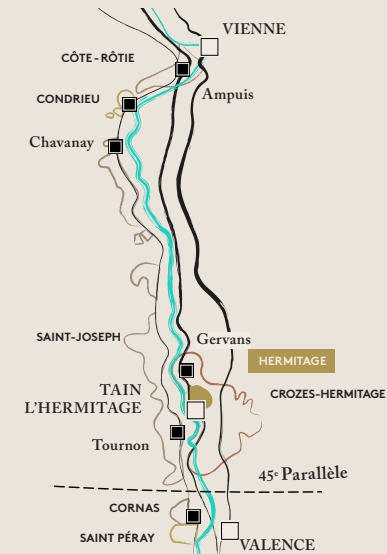 VIENNE
CÔTE-RÔTIE
CONDRIEU
Ampuis
Chavanay
SAINT-JOSEPH
Gervans
HERMITAGE
TAIN
L'HERMITAGE
CROZES-HERMITAGE
Tournon
45e Parallèle
CORNAS
SAINT PÉRAY
VALENCE